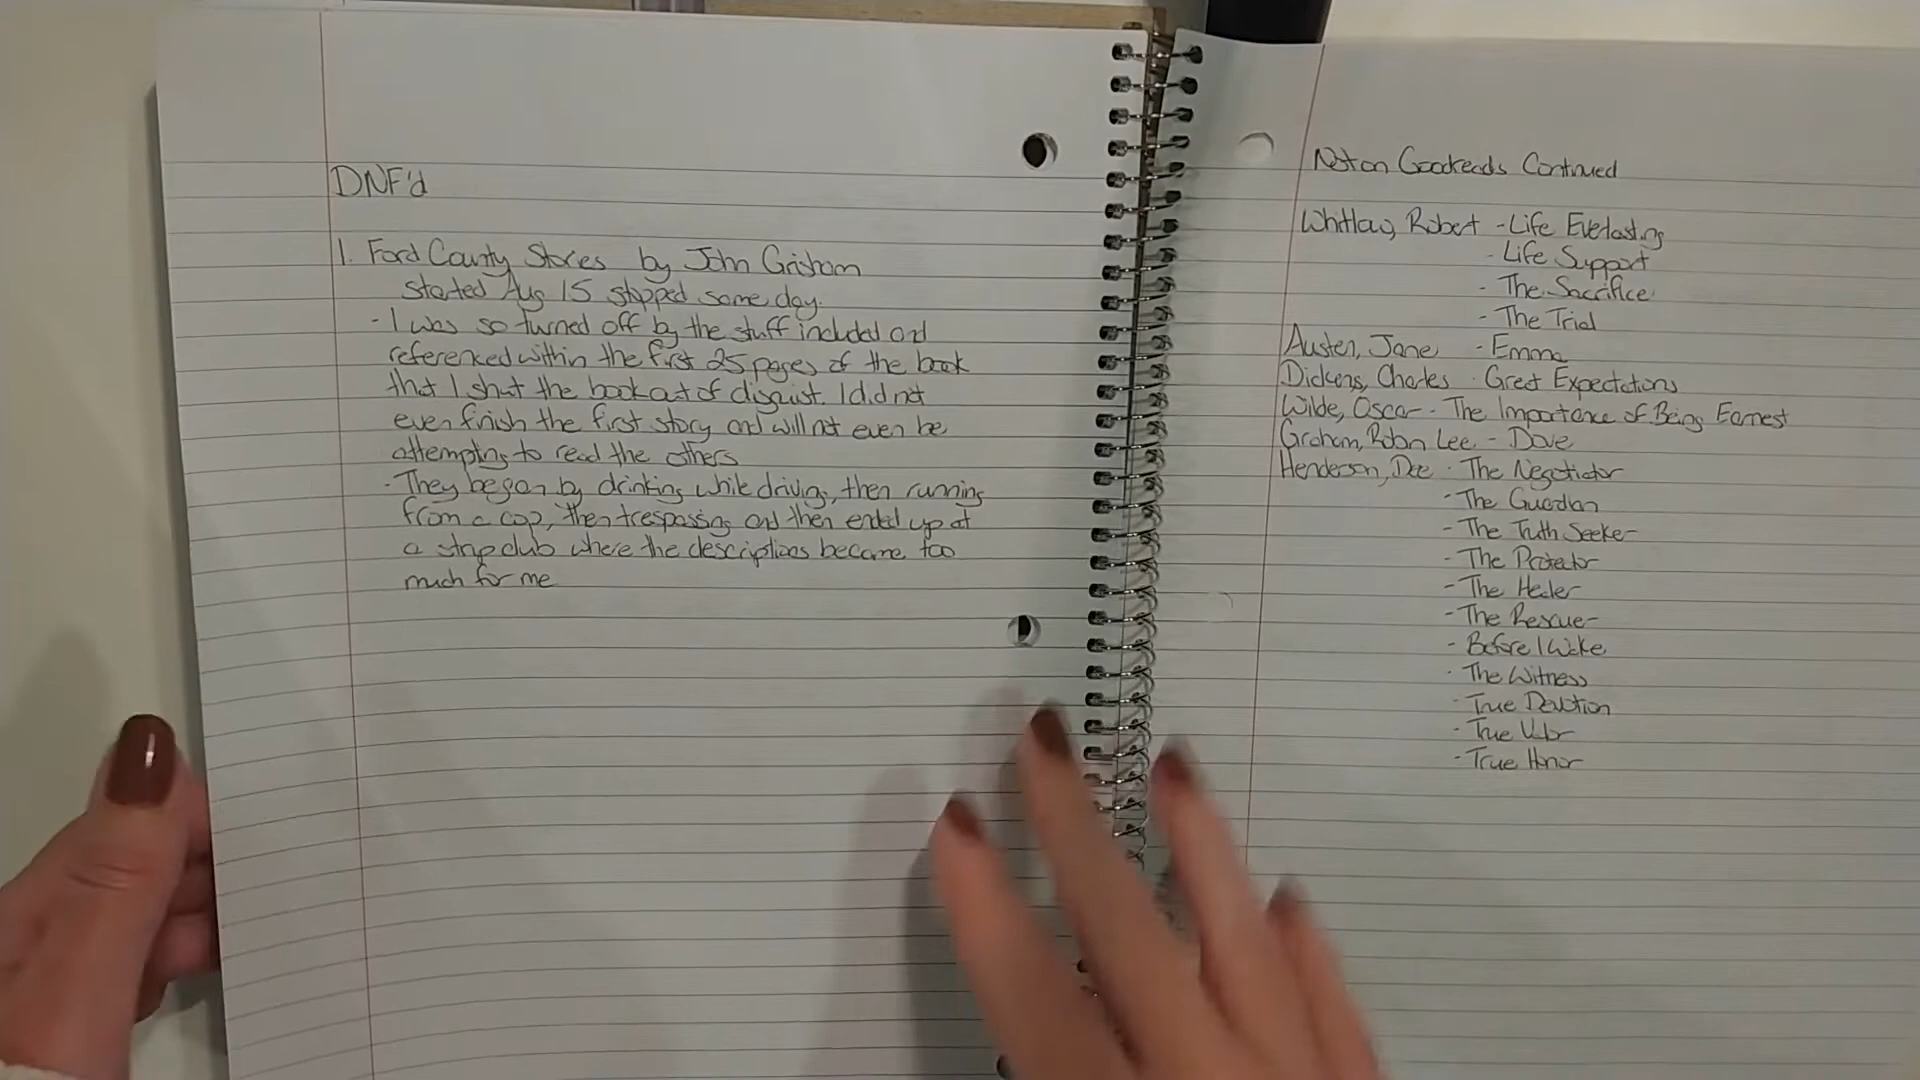 DNF'd
1. Ford County Stories by John Grisham
started Aug 15 stopped same day.
- I was so turned off by the stuff included and
referenced within the first 25 pages of the book
that I shut the book out of disgust. I did not
even finish the first story and will not even be
attempting to read the others
- They began by drinking while driving, then running
from a cop, then trespassing and then ended up at
a strip club where the descriptions became too
much for me
Not on Goodreads Continued
Whitlaw, Robert - Life Everlasting
- Life Support
- The Sacrifice
- The Trial
Austen, Jane - Emma
Dickens, Charles - Great Expectations
Wilde, Oscar - The Importance of Being Earnest
Graham, Robin Lee - Dove
Henderson, Dee - The Negotiator
- The Guardian
- The Truth Seeker
- The Protector
- The Healer
- The Rescuer
- Before I Wake
- The Witness
- True Devotion
- True Valor
- True Honor